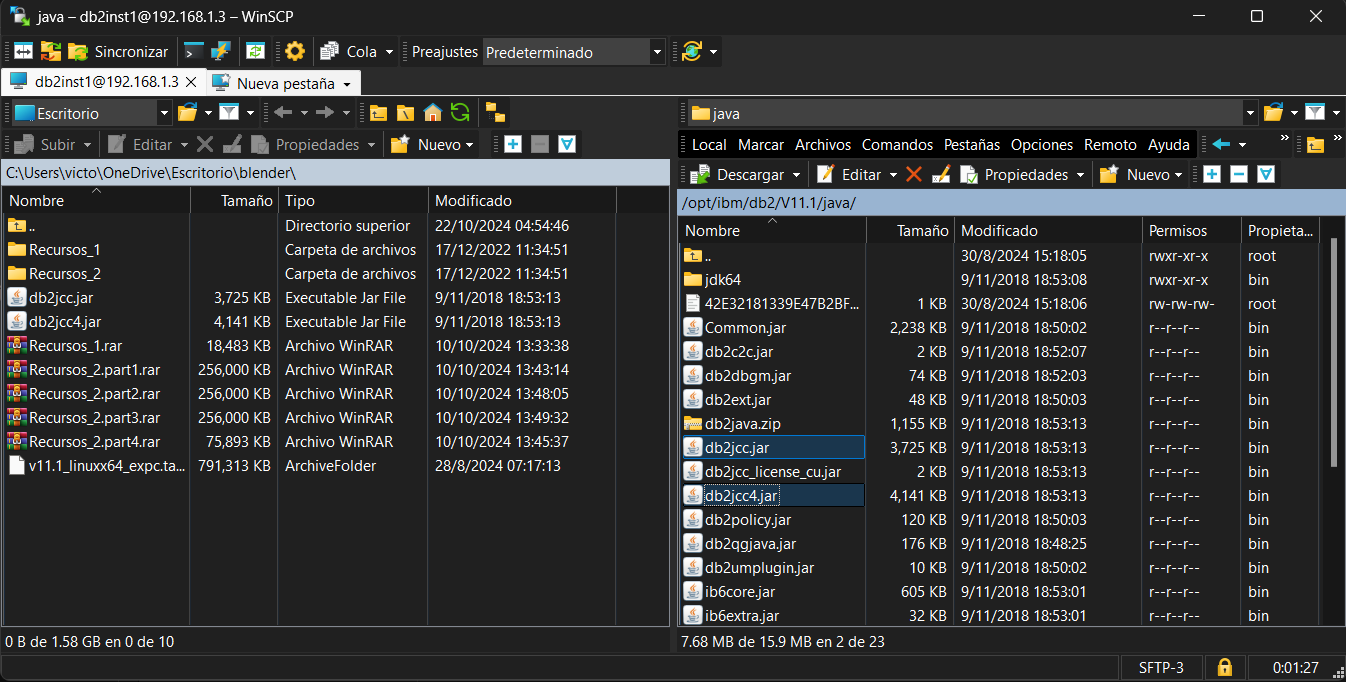 java – db2inst1@192.168.1.3 – WinSCP
Sincronizar Cola Preajustes Predeterminado
db2inst1@192.168.1.3 Nueva pestaña
Escritorio
Subir Editar Propiedades Nuevo
C:\Users\victo\OneDrive\Escritorio\blender\
Nombre Tamaño Tipo Modificado
.. Directorio superior 22/10/2024 04:54:46
Recursos_1 Carpeta de archivos 17/12/2022 11:34:51
Recursos_2 Carpeta de archivos 17/12/2022 11:34:51
db2jcc.jar 3,725 KB Executable Jar File 9/11/2018 18:53:13
db2jcc4.jar 4,141 KB Executable Jar File 9/11/2018 18:53:13
Recursos_1.rar 18,483 KB Archivo WinRAR 10/10/2024 13:33:38
Recursos_2.part1.rar 256,000 KB Archivo WinRAR 10/10/2024 13:43:14
Recursos_2.part2.rar 256,000 KB Archivo WinRAR 10/10/2024 13:48:05
Recursos_2.part3.rar 256,000 KB Archivo WinRAR 10/10/2024 13:49:32
Recursos_2.part4.rar 75,893 KB Archivo WinRAR 10/10/2024 13:45:37
v11.1_linuxx64_expc.ta... 791,313 KB ArchiveFolder 28/8/2024 07:17:13
0 B de 1.58 GB en 0 de 10
java
Local Marcar Archivos Comandos Pestañas Opciones Remoto Ayuda
Descargar Editar Propiedades Nuevo
/opt/ibm/db2/V11.1/java/
Nombre Tamaño Modificado Permisos Propieta...
.. 30/8/2024 15:18:05 rwxr-xr-x root
jdk64 9/11/2018 18:53:08 rwxr-xr-x bin
42E32181339E47B2BF... 1 KB 30/8/2024 15:18:06 rw-rw-rw- root
Common.jar 2,238 KB 9/11/2018 18:50:02 r--r--r-- bin
db2c2c.jar 2 KB 9/11/2018 18:52:07 r--r--r-- bin
db2dbgm.jar 74 KB 9/11/2018 18:52:03 r--r--r-- bin
db2ext.jar 48 KB 9/11/2018 18:50:03 r--r--r-- bin
db2java.zip 1,155 KB 9/11/2018 18:53:13 r--r--r-- bin
db2jcc.jar 3,725 KB 9/11/2018 18:53:13 r--r--r-- bin
db2jcc_license_cu.jar 2 KB 9/11/2018 18:53:13 r--r--r-- bin
db2jcc4.jar 4,141 KB 9/11/2018 18:53:13 r--r--r-- bin
db2policy.jar 120 KB 9/11/2018 18:50:03 r--r--r-- bin
db2qgjava.jar 176 KB 9/11/2018 18:48:25 r--r--r-- bin
db2umplugin.jar 10 KB 9/11/2018 18:50:02 r--r--r-- bin
ib6core.jar 605 KB 9/11/2018 18:53:01 r--r--r-- bin
ib6extra.jar 32 KB 9/11/2018 18:53:01 r--r--r-- bin
7.68 MB de 15.9 MB en 2 de 23
SFTP-3 0:01:27